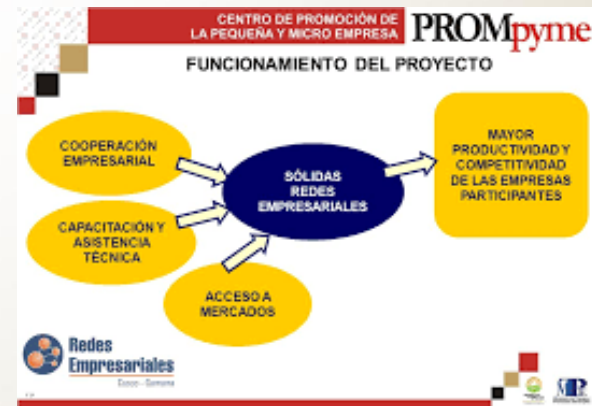 CENTRO DE PROMOCIÓN DE
LA PEQUEÑA Y MICRO EMPRESA
PROMpyme
FUNCIONAMIENTO DEL PROYECTO
COOPERACIÓN
EMPRESARIAL
CAPACITACIÓN Y
ASISTENCIA
TÉCNICA
ACCESO A
MERCADOS
SÓLIDAS
REDES
EMPRESARIALES
MAYOR
PRODUCTIVIDAD Y
COMPETITIVIDAD
DE LAS EMPRESAS
PARTICIPANTES
Redes
Empresariales